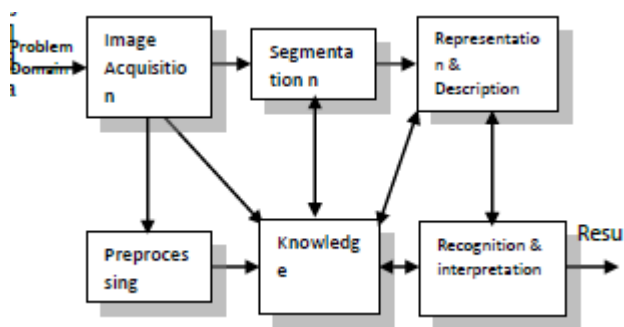 Problem
Domain
a
Image
Acquisitio
n
Segmenta
tion n
Representatio
n &
Description
Preproces
sing
Knowledg
e
Recognition &
interpretation
Resu